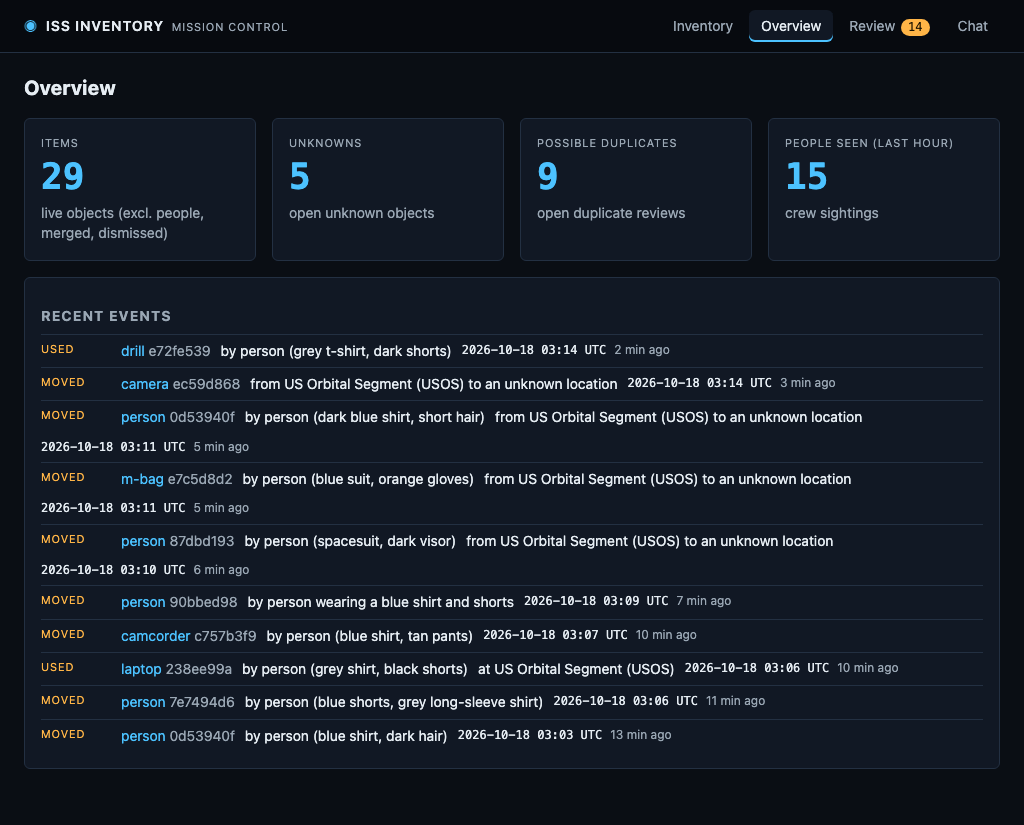 ISS INVENTORY MISSION CONTROL Inventory Overview Review 14 Chat
Overview
ITEMS
29
live objects (excl. people,
merged, dismissed)
UNKNOWNS
5
open unknown objects
POSSIBLE DUPLICATES
9
open duplicate reviews
PEOPLE SEEN (LAST HOUR)
15
crew sightings
RECENT EVENTS
USED drill e72fe539 by person (grey t-shirt, dark shorts) 2026-10-18 03:14 UTC 2 min ago
MOVED camera ec59d868 from US Orbital Segment (USOS) to an unknown location 2026-10-18 03:14 UTC 3 min ago
MOVED person 0d53940f by person (dark blue shirt, short hair) from US Orbital Segment (USOS) to an unknown location
2026-10-18 03:11 UTC 5 min ago
MOVED m-bag e7c5d8d2 by person (blue suit, orange gloves) from US Orbital Segment (USOS) to an unknown location
2026-10-18 03:11 UTC 5 min ago
MOVED person 87dbd193 by person (spacesuit, dark visor) from US Orbital Segment (USOS) to an unknown location
2026-10-18 03:10 UTC 6 min ago
MOVED person 90bbed98 by person wearing a blue shirt and shorts 2026-10-18 03:09 UTC 7 min ago
MOVED camcorder c757b3f9 by person (blue shirt, tan pants) 2026-10-18 03:07 UTC 10 min ago
USED laptop 238ee99a by person (grey shirt, black shorts) at US Orbital Segment (USOS) 2026-10-18 03:06 UTC 10 min ago
MOVED person 7e7494d6 by person (blue shorts, grey long-sleeve shirt) 2026-10-18 03:06 UTC 11 min ago
MOVED person 0d53940f by person (blue shirt, dark hair) 2026-10-18 03:03 UTC 13 min ago